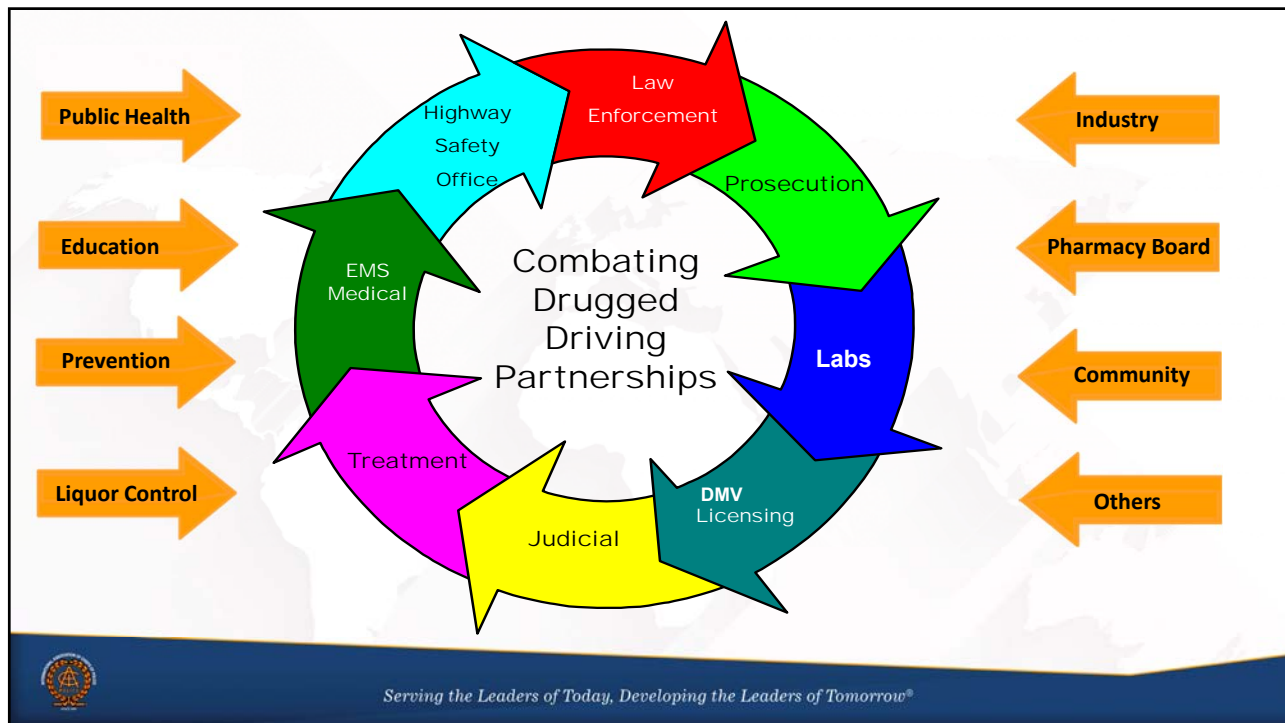 Public Health
Education
Prevention
Liquor Control
Highway
Safety
Office
Law
Enforcement
Prosecution
Labs
DMV
Licensing
Judicial
Treatment
EMS
Medical
Combating
Drugged
Driving
Partnerships
Industry
Pharmacy Board
Community
Others
Serving the Leaders of Today, Developing the Leaders of Tomorrow®